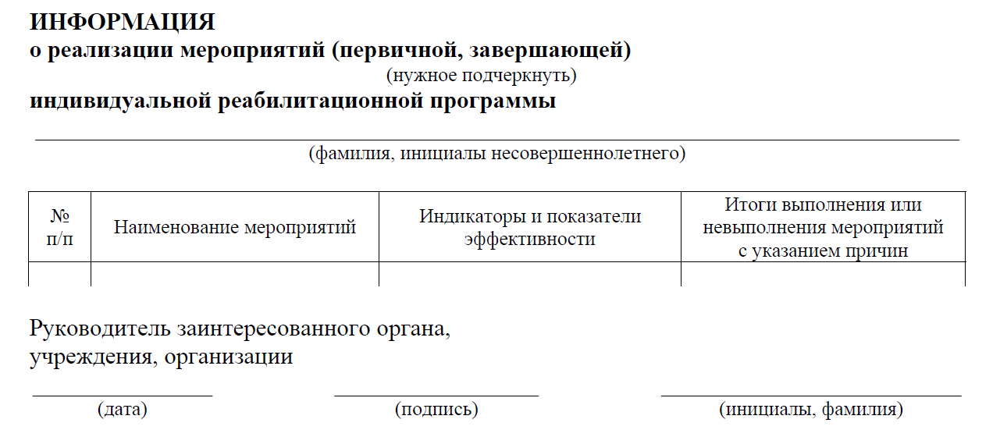 ИНФОРМАЦИЯ
о реализации мероприятий (первичной, завершающей)
(нужное подчеркнуть)
индивидуальной реабилитационной программы
(фамилия, инициалы несовершеннолетнего)
№
п/п
Наименование мероприятий
Индикаторы и показатели
эффективности
Итоги выполнения или
невыполнения мероприятий
с указанием причин
Руководитель заинтересованного органа,
учреждения, организации
(дата) (подпись) (инициалы, фамилия)